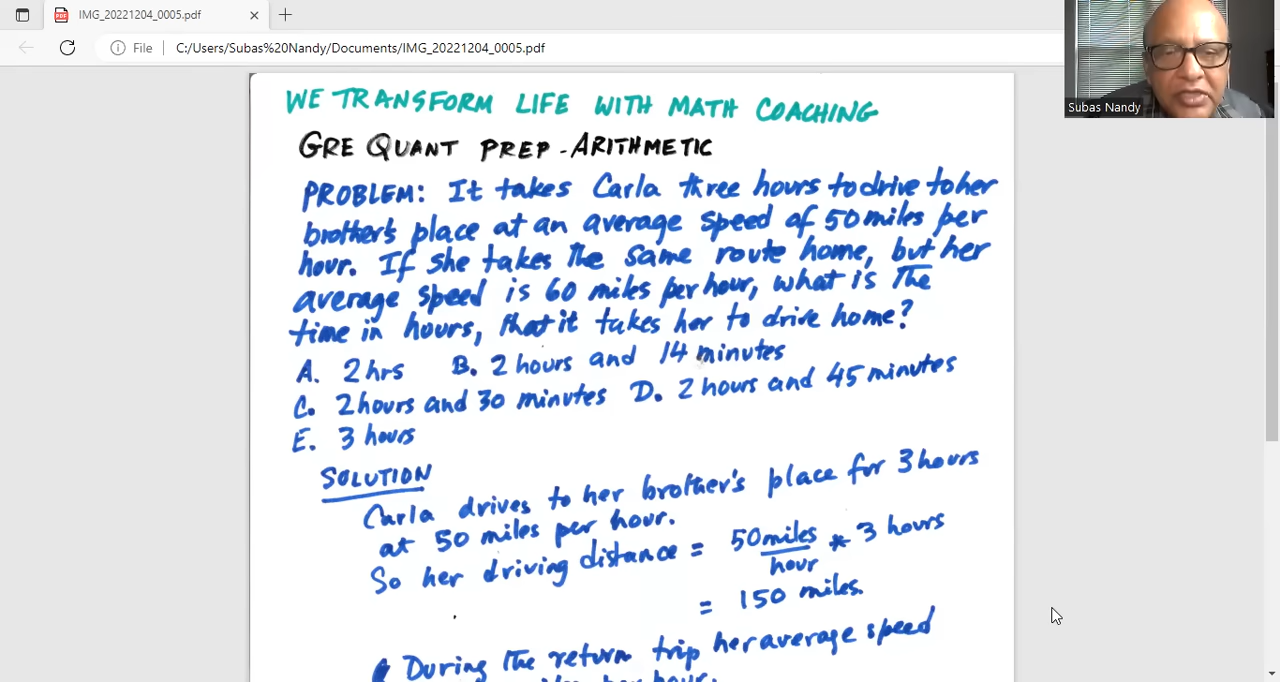 IMG_20221204_0005.pdf
File C:/Users/Subas%20Nandy/Documents/IMG_20221204_0005.pdf
Subas Nandy
WE TRANSFORM LIFE WITH MATH COACHING
GRE QUANT PREP - ARITHMETIC
PROBLEM: It takes Carla three hours to drive to her
brother's place at an average speed of 50 miles per
hour. If she takes the same route home, but her
average speed is 60 miles per hour, what is the
time in hours, that it takes her to drive home?
A. 2 hrs B. 2 hours and 14 minutes
C. 2 hours and 30 minutes D. 2 hours and 45 minutes
E. 3 hours
SOLUTION
Carla drives to her brother's place for 3 hours
at 50 miles per hour.
So her driving distance = 50 miles/hour * 3 hours
= 150 miles.
During the return trip her average speed
per hour.